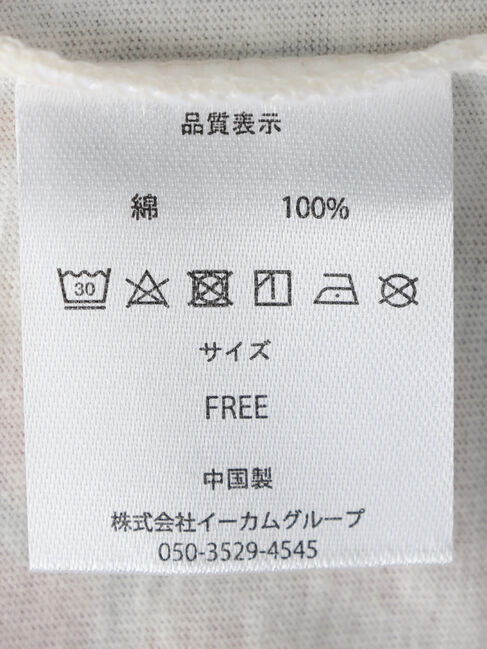 品質表示
綿 100%
30
サイズ
FREE
中国製
株式会社イーカムグループ
050-3529-4545